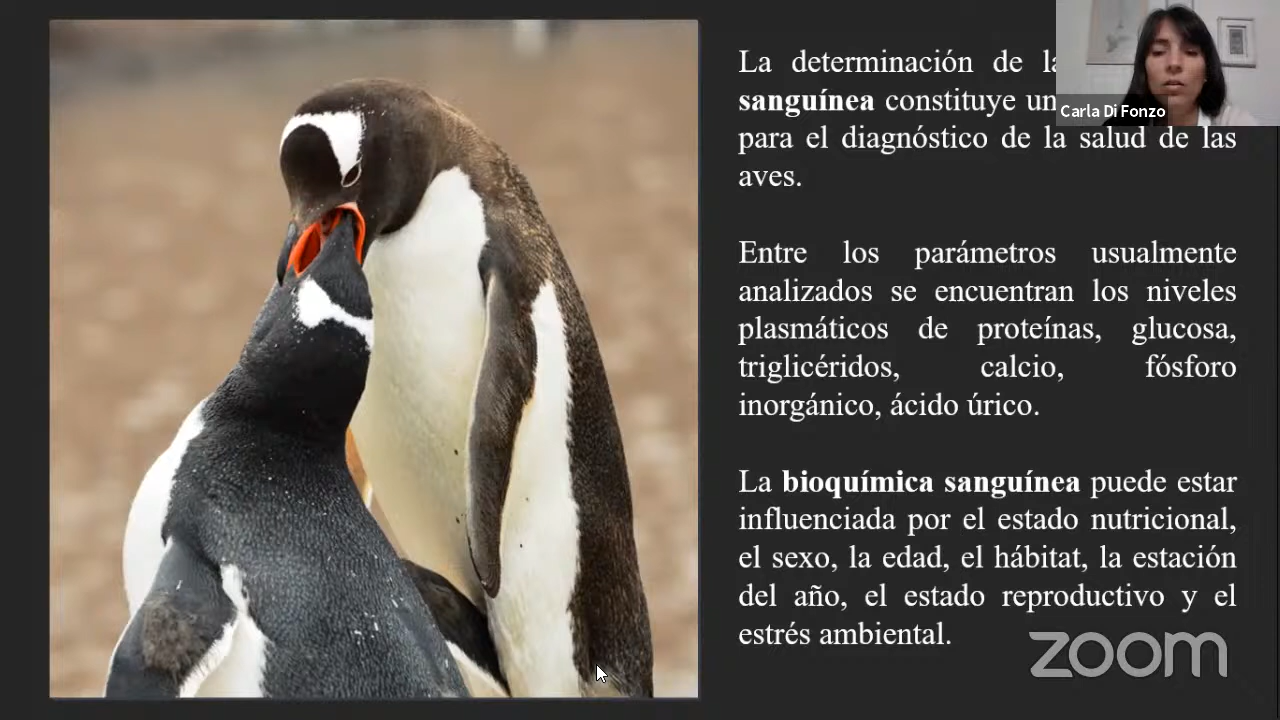 La determinación de la
sanguínea constituye un
para el diagnóstico de la salud de las
aves.
Entre los parámetros usualmente
analizados se encuentran los niveles
plasmáticos de proteínas, glucosa,
triglicéridos, calcio, fósforo
inorgánico, ácido úrico.
La bioquímica sanguínea puede estar
influenciada por el estado nutricional,
el sexo, la edad, el hábitat, la estación
del año, el estado reproductivo y el
estrés ambiental.
Carla Di Fonzo
zoom